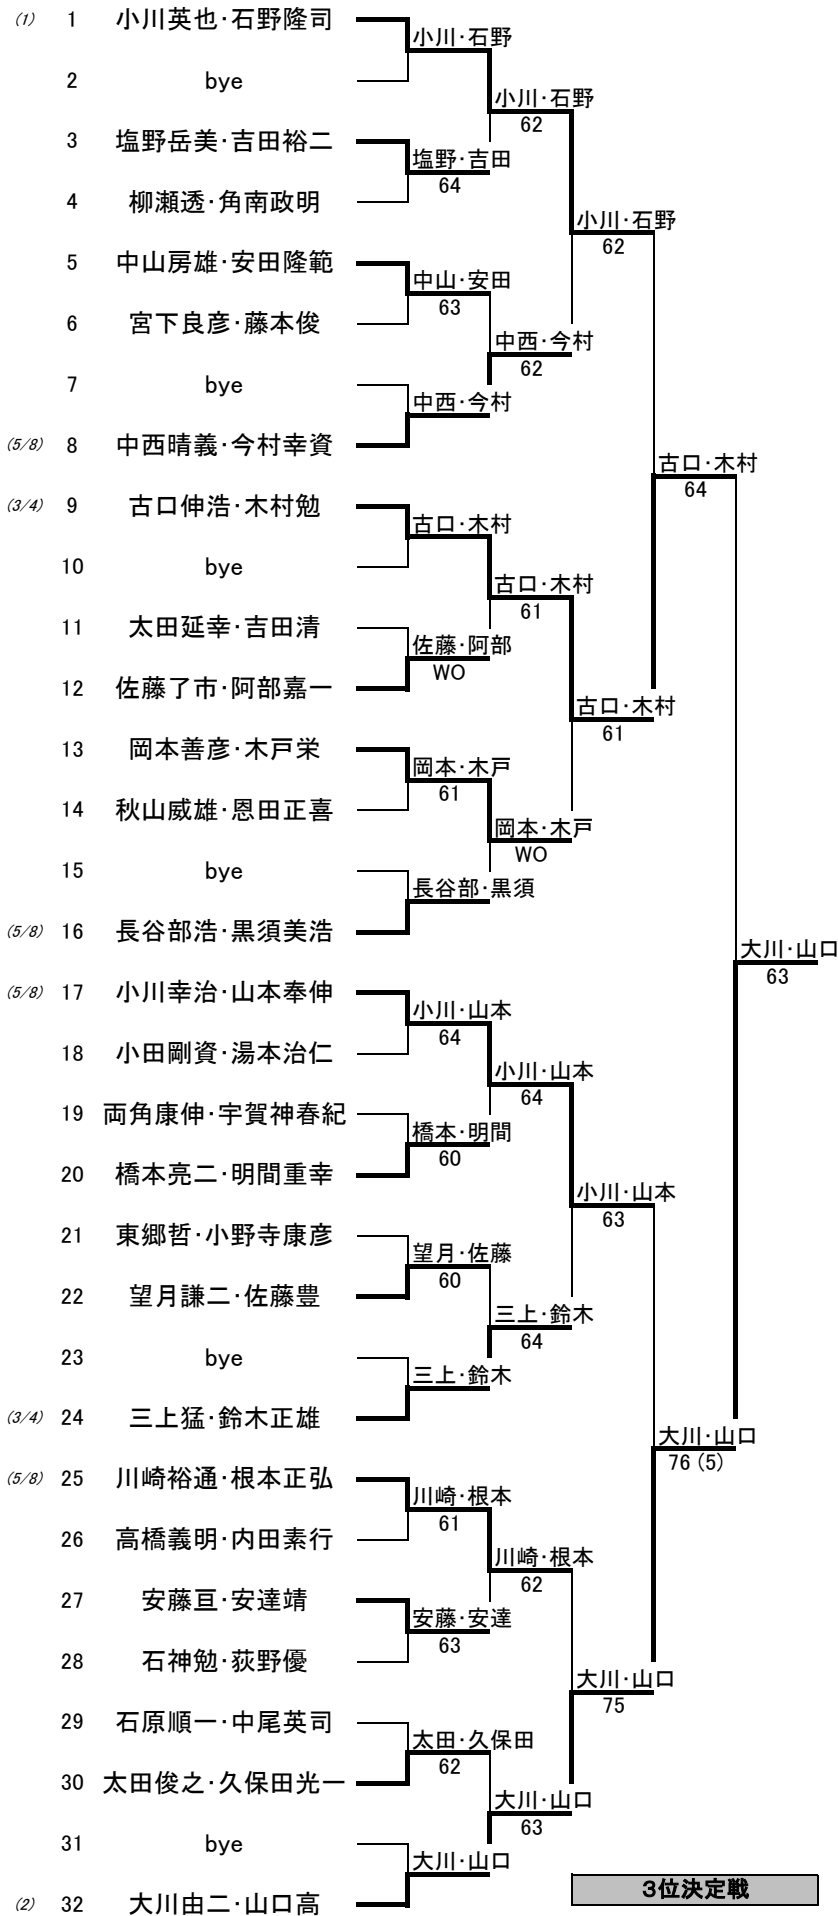 (1) 1 小川英也･石野隆司
小川･石野
2 bye
小川･石野
62
3 塩野岳美･吉田裕二
塩野･吉田
64
4 柳瀬透･角南政明
小川･石野
62
5 中山房雄･安田隆範
中山･安田
63
6 宮下良彦･藤本俊
中西･今村
62
7 bye
中西･今村
(5/8) 8 中西晴義･今村幸資
古口･木村
64
(3/4) 9 古口伸浩･木村勉
古口･木村
10 bye
古口･木村
61
11 太田延幸･吉田清
佐藤･阿部
WO
12 佐藤了市･阿部嘉一
古口･木村
61
13 岡本善彦･木戸栄
岡本･木戸
61
14 秋山威雄･恩田正喜
岡本･木戸
WO
15 bye
長谷部･黒須
(5/8) 16 長谷部浩･黒須美浩
大川･山口
63
(5/8) 17 小川幸治･山本奉伸
小川･山本
64
18 小田剛資･湯本治仁
小川･山本
64
19 両角康伸･宇賀神春紀
橋本･明間
60
20 橋本亮二･明間重幸
小川･山本
63
21 東郷哲･小野寺康彦
望月･佐藤
60
22 望月謙二･佐藤豊
三上･鈴木
64
23 bye
三上･鈴木
(3/4) 24 三上猛･鈴木正雄
大川･山口
76 (5)
(5/8) 25 川崎裕通･根本正弘
川崎･根本
61
26 高橋義明･内田素行
川崎･根本
62
27 安藤亘･安達靖
安藤･安達
63
28 石神勉･荻野優
大川･山口
75
29 石原順一･中尾英司
太田･久保田
62
30 太田俊之･久保田光一
大川･山口
63
31 bye
大川･山口
(2) 32 大川由二･山口高
3位決定戦